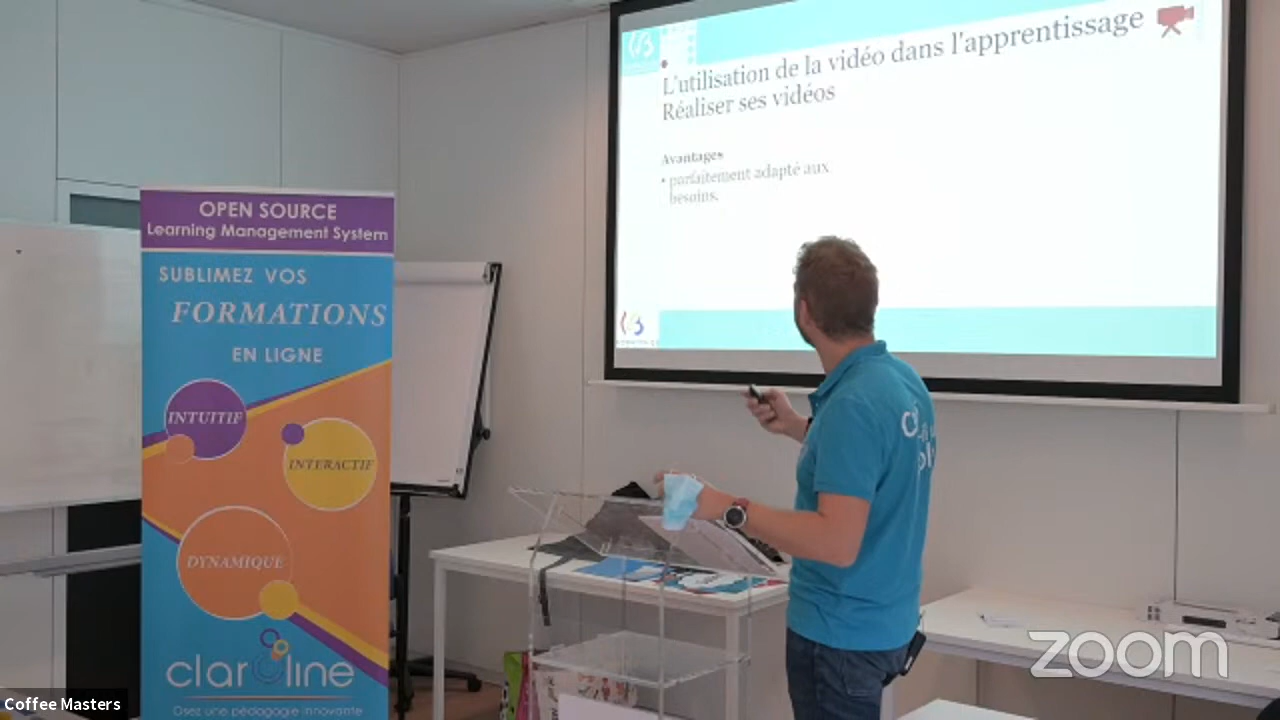 L'utilisation de la vidéo dans l'apprentissage
Réaliser ses vidéos
Avantages
• parfaitement adapté aux
besoins.
OPEN SOURCE
Learning Management System
SUBLIMEZ VOS
FORMATIONS
EN LIGNE
INTUITIF
INTERACTIF
DYNAMIQUE
claroline
Osez une pédagogie innovante
zoom
Coffee Masters